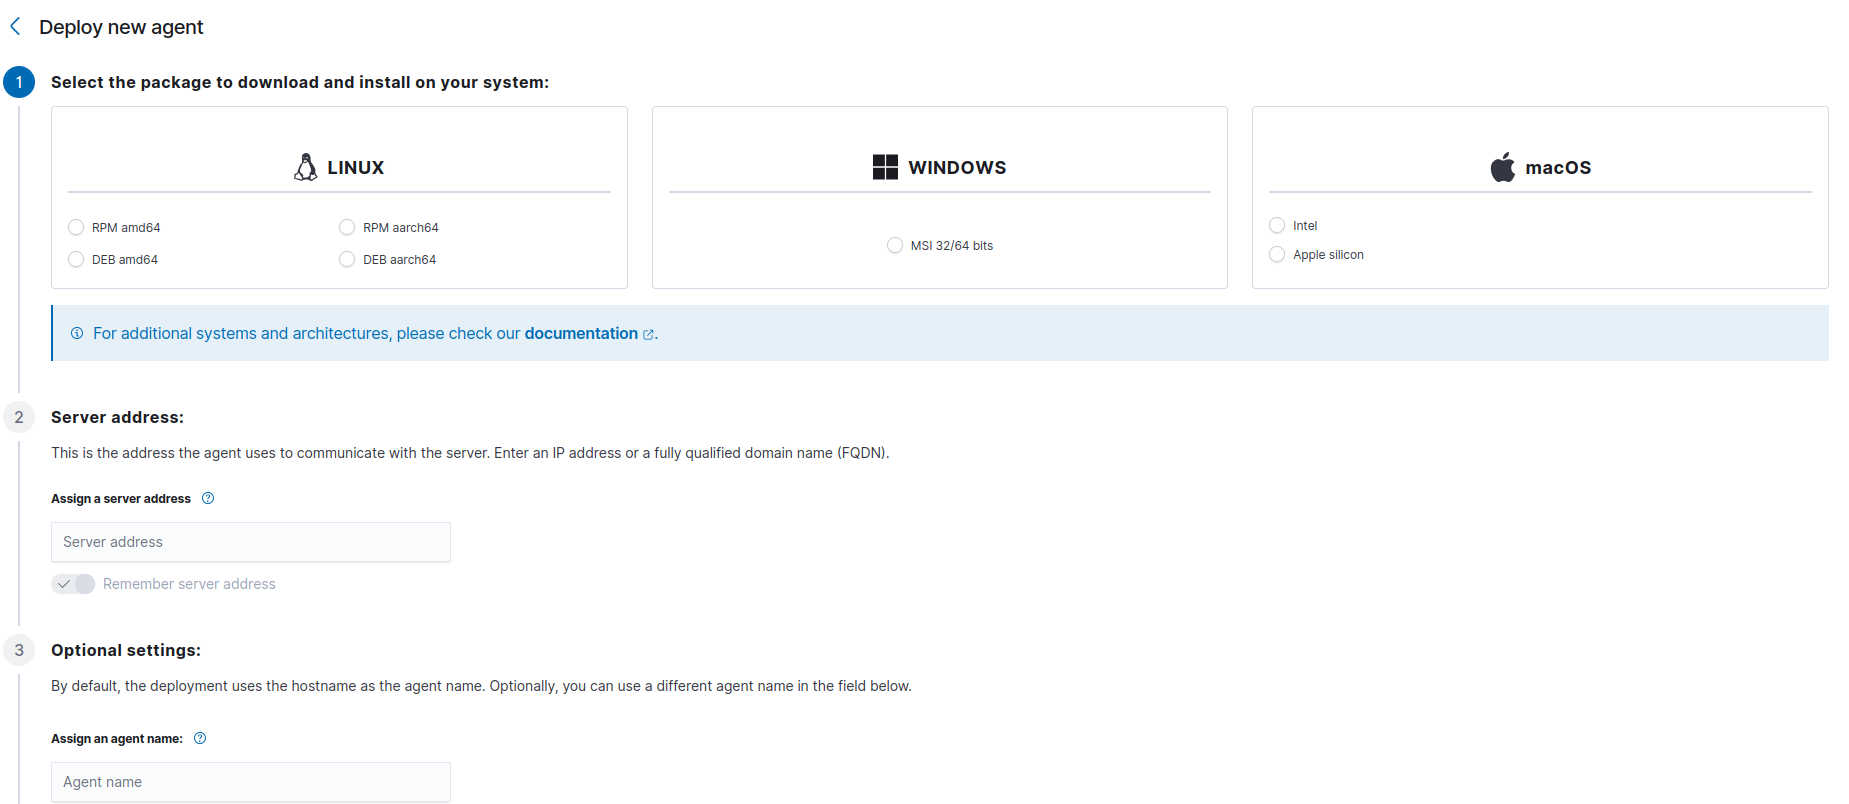 Deploy new agent
1 Select the package to download and install on your system:
LINUX
RPM amd64 RPM aarch64
DEB amd64 DEB aarch64
WINDOWS
MSI 32/64 bits
macOS
Intel
Apple silicon
For additional systems and architectures, please check our documentation.
2 Server address:
This is the address the agent uses to communicate with the server. Enter an IP address or a fully qualified domain name (FQDN).
Assign a server address
Server address
Remember server address
3 Optional settings:
By default, the deployment uses the hostname as the agent name. Optionally, you can use a different agent name in the field below.
Assign an agent name:
Agent name